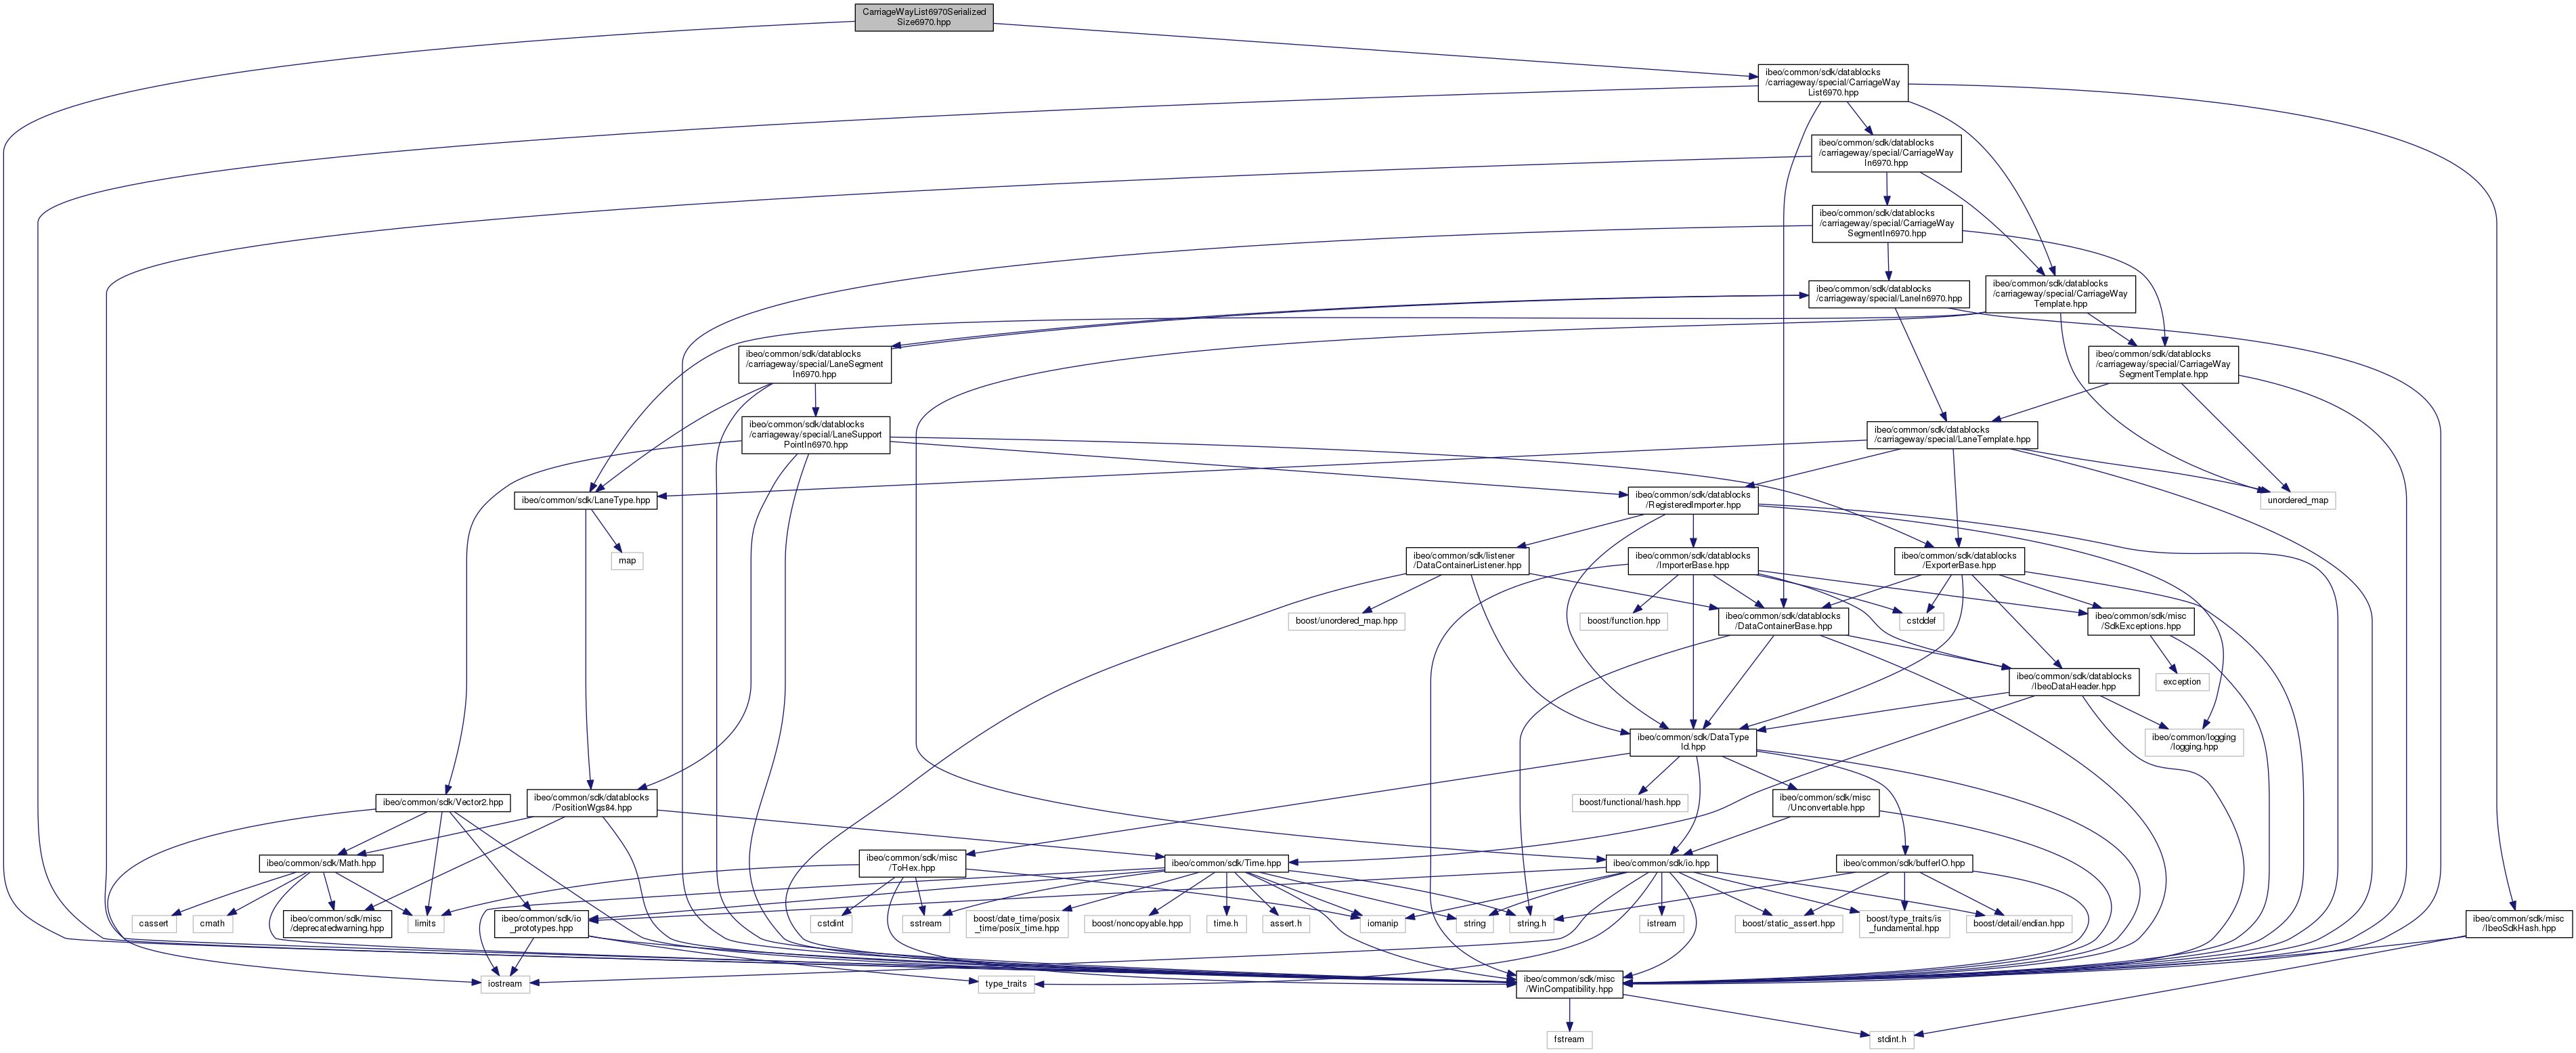 CarriageWayList6970Serialized
Size6970.hpp
ibeo/common/sdk/datablocks
/carriageway/special/CarriageWay
List6970.hpp
ibeo/common/sdk/datablocks
/carriageway/special/CarriageWay
In6970.hpp
ibeo/common/sdk/datablocks
/carriageway/special/CarriageWay
SegmentIn6970.hpp
ibeo/common/sdk/datablocks
/carriageway/special/LaneIn6970.hpp
ibeo/common/sdk/datablocks
/carriageway/special/CarriageWay
Template.hpp
ibeo/common/sdk/datablocks
/carriageway/special/LaneSegment
In6970.hpp
ibeo/common/sdk/datablocks
/carriageway/special/CarriageWay
SegmentTemplate.hpp
ibeo/common/sdk/datablocks
/carriageway/special/LaneSupport
PointIn6970.hpp
ibeo/common/sdk/datablocks
/carriageway/special/LaneTemplate.hpp
ibeo/common/sdk/LaneType.hpp
ibeo/common/sdk/datablocks
/RegisteredImporter.hpp
unordered_map
map
ibeo/common/sdk/listener
/DataContainerListener.hpp
ibeo/common/sdk/datablocks
/ImporterBase.hpp
ibeo/common/sdk/datablocks
/ExporterBase.hpp
boost/unordered_map.hpp
boost/function.hpp
ibeo/common/sdk/datablocks
/DataContainerBase.hpp
cstddef
ibeo/common/sdk/misc
/SdkExceptions.hpp
ibeo/common/sdk/datablocks
/IbeoDataHeader.hpp
exception
ibeo/common/sdk/DataType
Id.hpp
ibeo/common/logging
/logging.hpp
ibeo/common/sdk/Vector2.hpp
ibeo/common/sdk/datablocks
/PositionWgs84.hpp
boost/functional/hash.hpp
ibeo/common/sdk/misc
/Unconvertable.hpp
ibeo/common/sdk/Math.hpp
ibeo/common/sdk/misc
/ToHex.hpp
ibeo/common/sdk/Time.hpp
ibeo/common/sdk/io.hpp
ibeo/common/sdk/bufferIO.hpp
cassert
cmath
ibeo/common/sdk/misc
/deprecatedwarning.hpp
limits
ibeo/common/sdk/io
_prototypes.hpp
cstdint
sstream
boost/date_time/posix
_time/posix_time.hpp
boost/noncopyable.hpp
time.h
assert.h
iomanip
string
string.h
istream
boost/static_assert.hpp
boost/type_traits/is
_fundamental.hpp
boost/detail/endian.hpp
ibeo/common/sdk/misc
/IbeoSdkHash.hpp
iostream
type_traits
ibeo/common/sdk/misc
/WinCompatibility.hpp
fstream
stdint.h